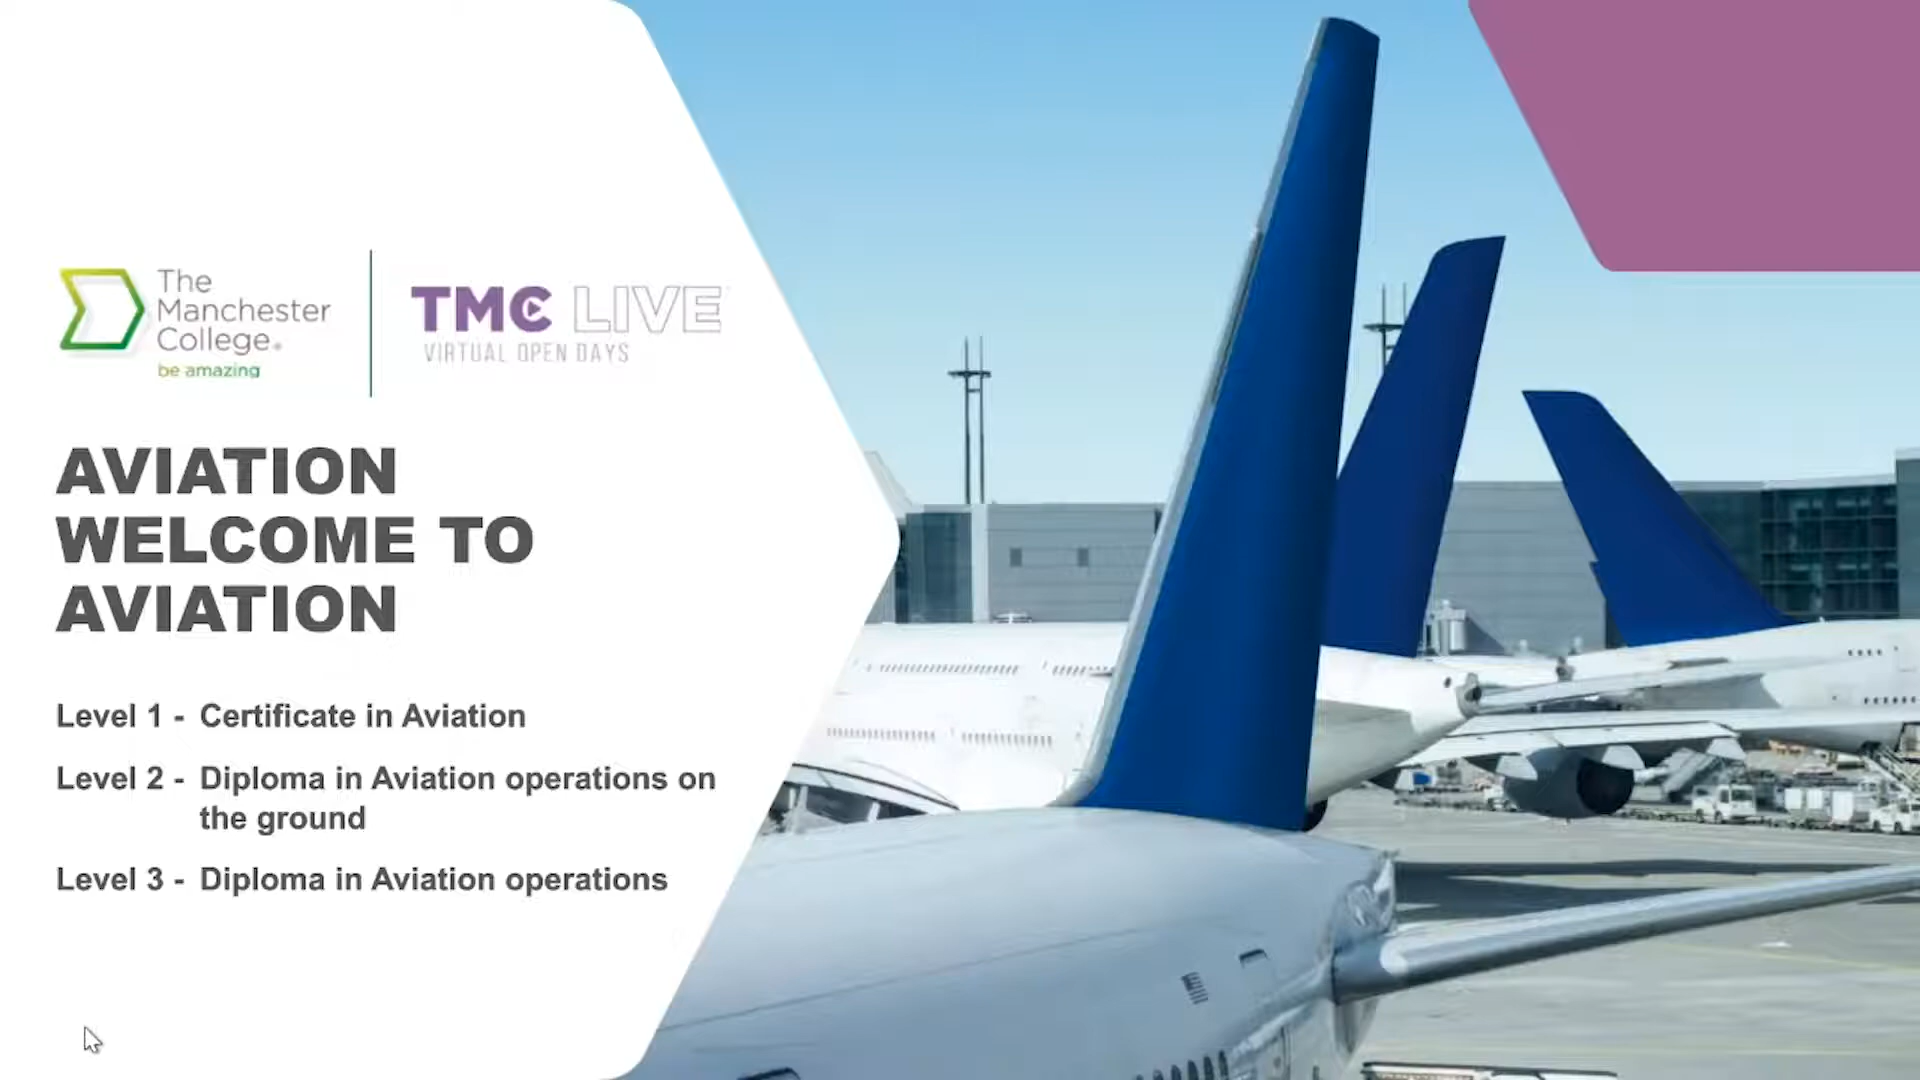 The
Manchester
College.
be amazing
TMC LIVE
VIRTUAL OPEN DAYS
AVIATION
WELCOME TO
AVIATION
Level 1 - Certificate in Aviation
Level 2 - Diploma in Aviation operations on
the ground
Level 3 - Diploma in Aviation operations